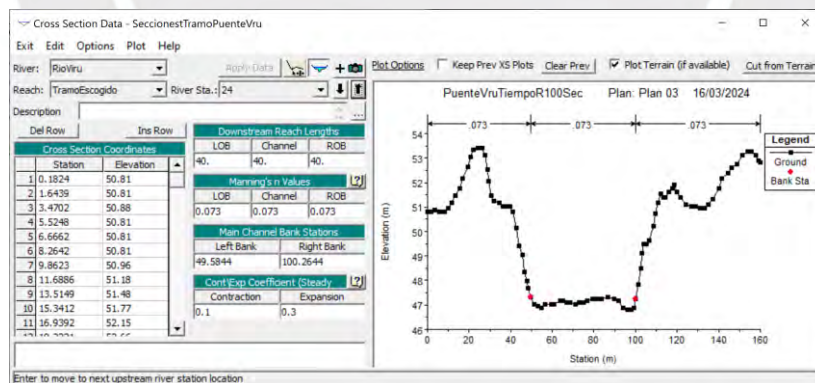 Cross Section Data - SeccionestTramoPuenteVru
Exit Edit Options Plot Help
River: RioViru Apply Data Plot Options Keep Prev XS Plots Clear Prev Plot Terrain (if available) Cut from Terrain
Reach: TramoEscogido River Sta.: 24
Description ...
Del Row Ins Row
Cross Section Coordinates
Station Elevation
1 0.1824 50.81
2 1.6439 50.81
3 3.4702 50.88
4 5.5248 50.81
5 6.6662 50.81
6 8.2642 50.81
7 9.8623 50.96
8 11.6886 51.18
9 13.5149 51.48
10 15.3412 51.77
11 16.9392 52.15
Downstream Reach Lengths
LOB Channel ROB
40. 40. 40.
Manning's n Values
LOB Channel ROB
0.073 0.073 0.073
Main Channel Bank Stations
Left Bank Right Bank
49.5844 100.2644
Cont\Exp Coefficient (Steady
Contraction Expansion
0.1 0.3
PuenteVruTiempoR100Sec Plan: Plan 03 16/03/2024
.073 .073 .073
Legend
Ground
Bank Sta
Elevation (m)
54
53
52
51
50
49
48
47
46
0 20 40 60 80 100 120 140 160
Station (m)
Enter to move to next upstream river station location